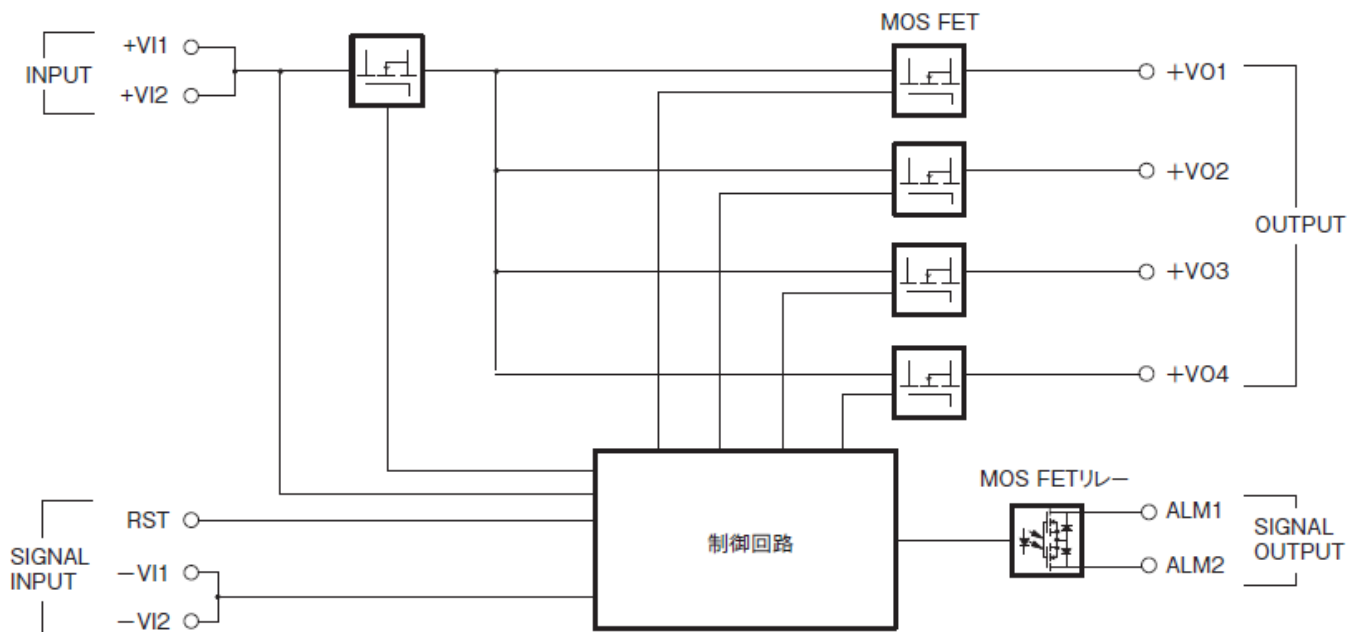 MOS FET
INPUT
+VI1
+VI2
+VO1
+VO2
+VO3
+VO4
OUTPUT
MOS FETリレー
SIGNAL
INPUT
RST
−VI1
−VI2
制御回路
ALM1
ALM2
SIGNAL
OUTPUT